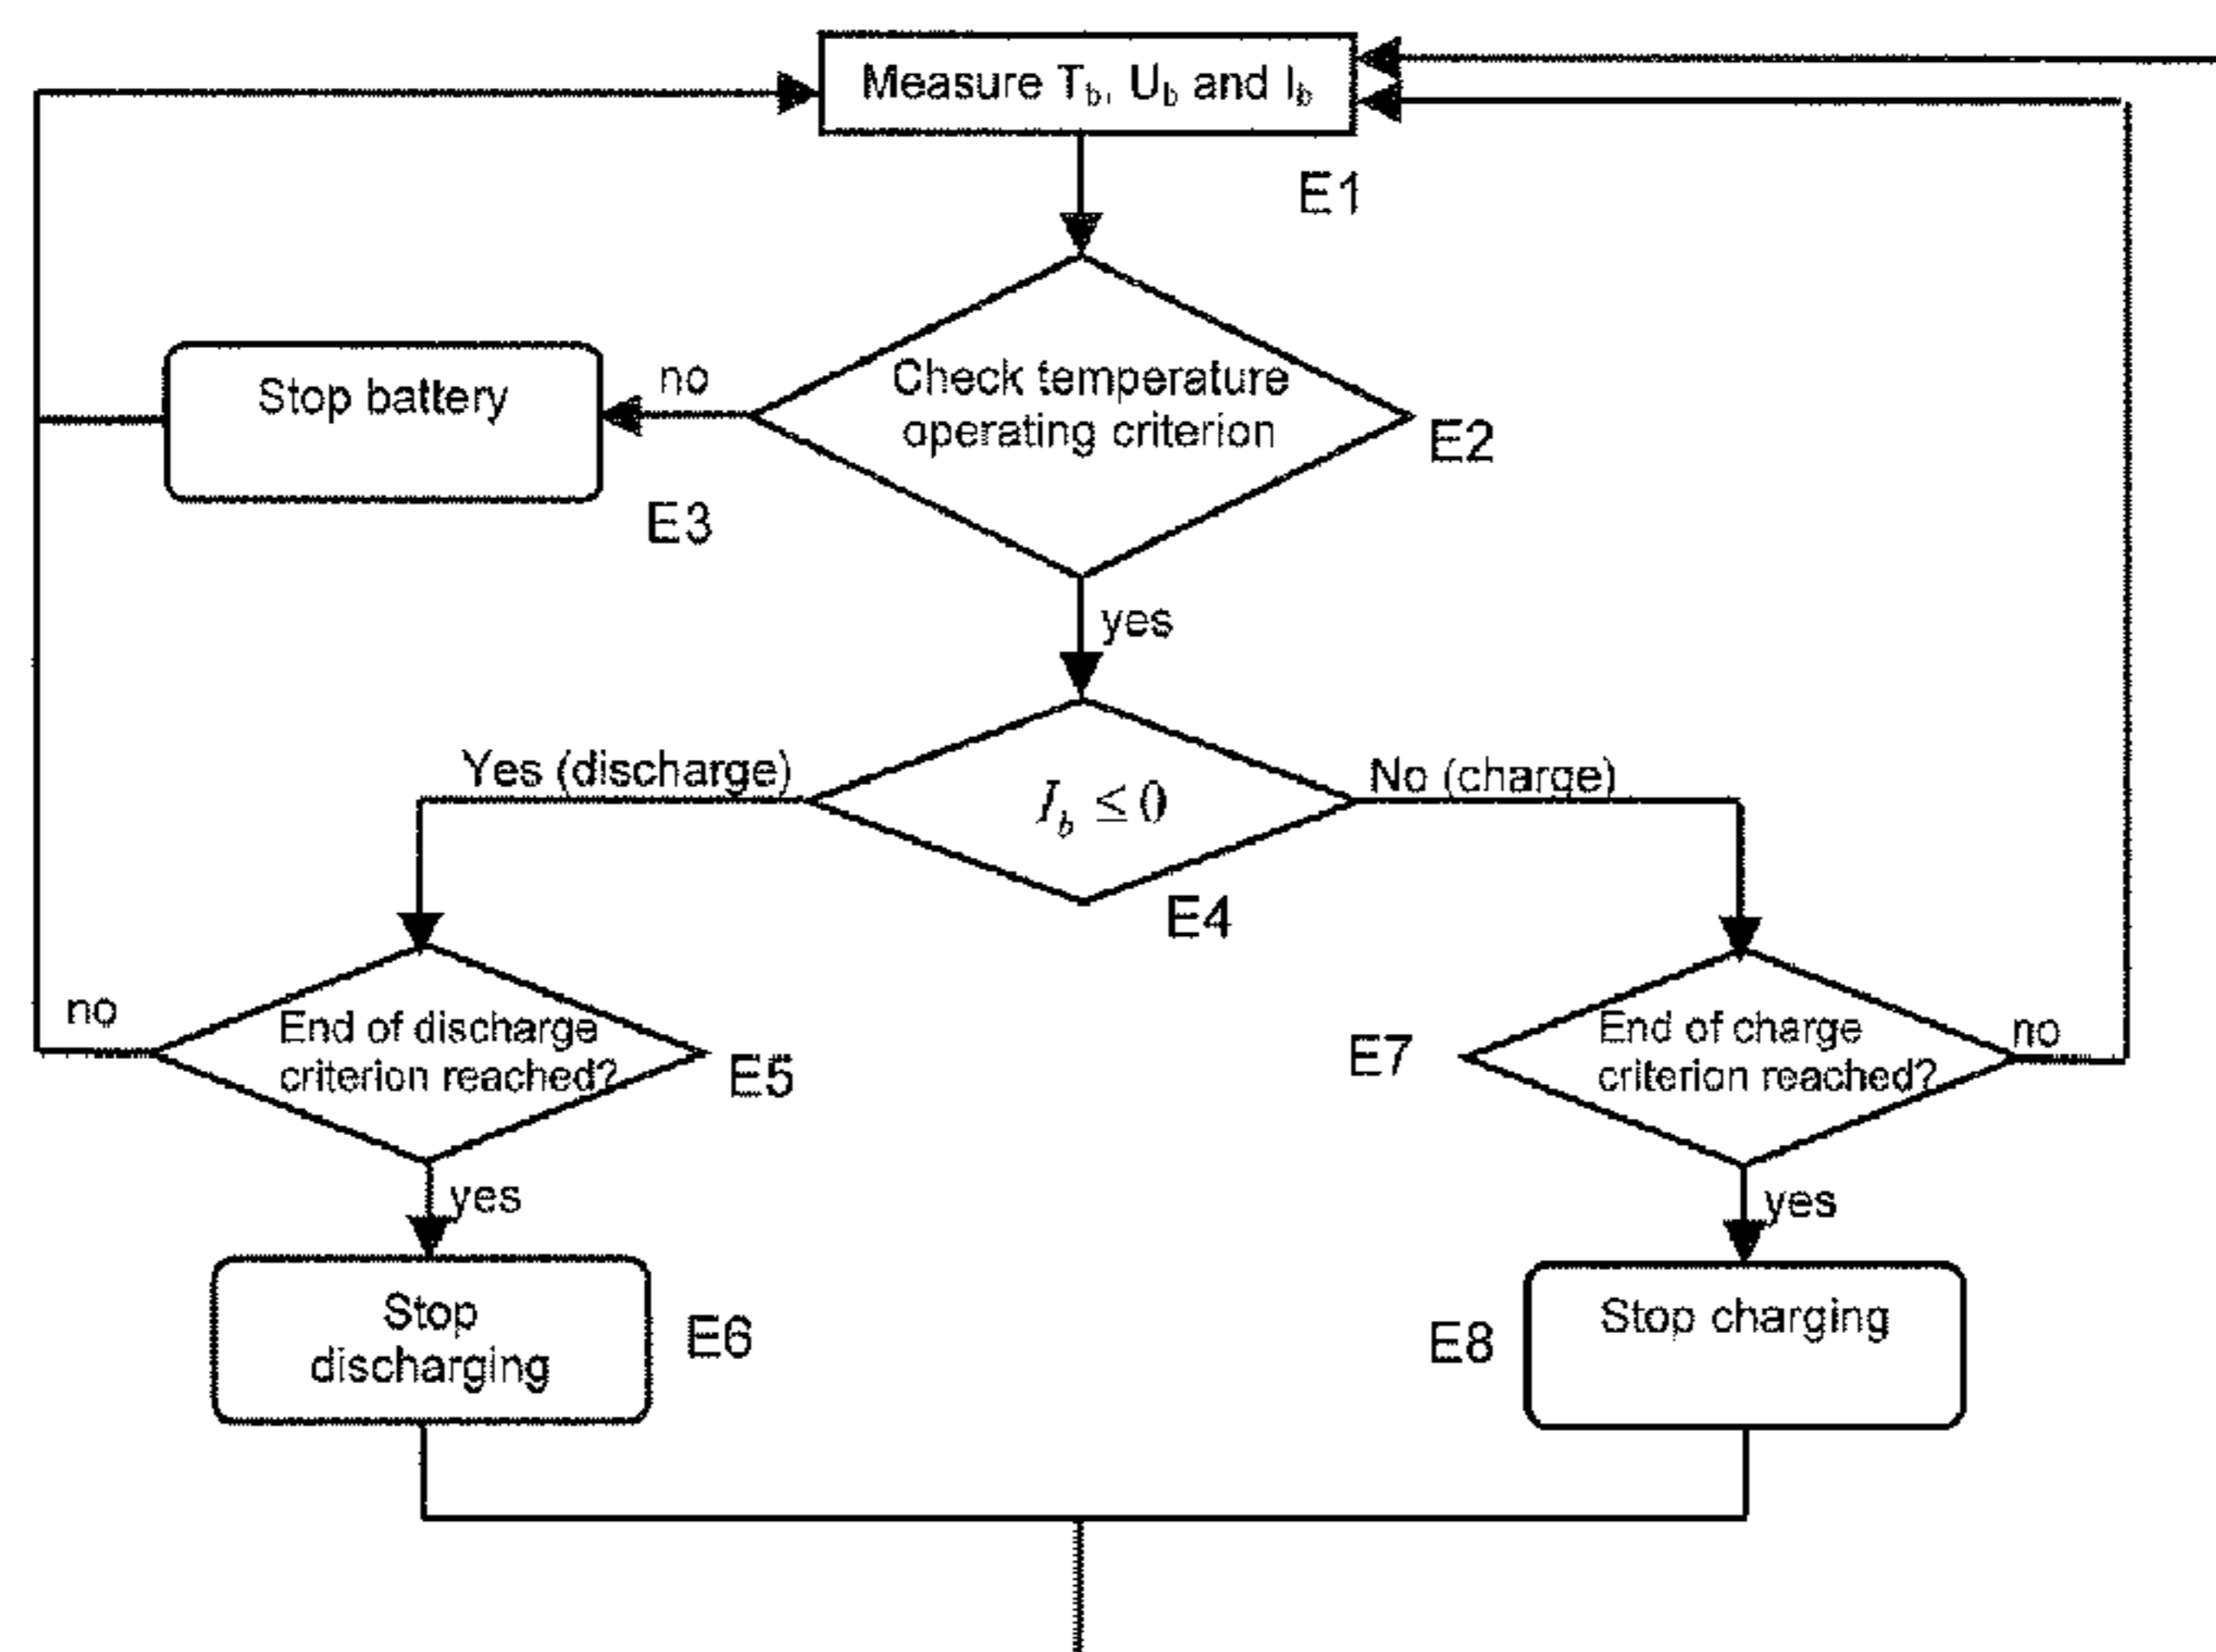 Measure Tb, Ub and Ib
E1
Check temperature
operating criterion
E2
no
Stop battery
E3
yes
Yes (discharge)
Ib ≤ 0
No (charge)
E4
no
End of discharge
criterion reached?
E5
E7
End of charge
criterion reached?
no
yes
yes
Stop
discharging
E6
E8
Stop charging